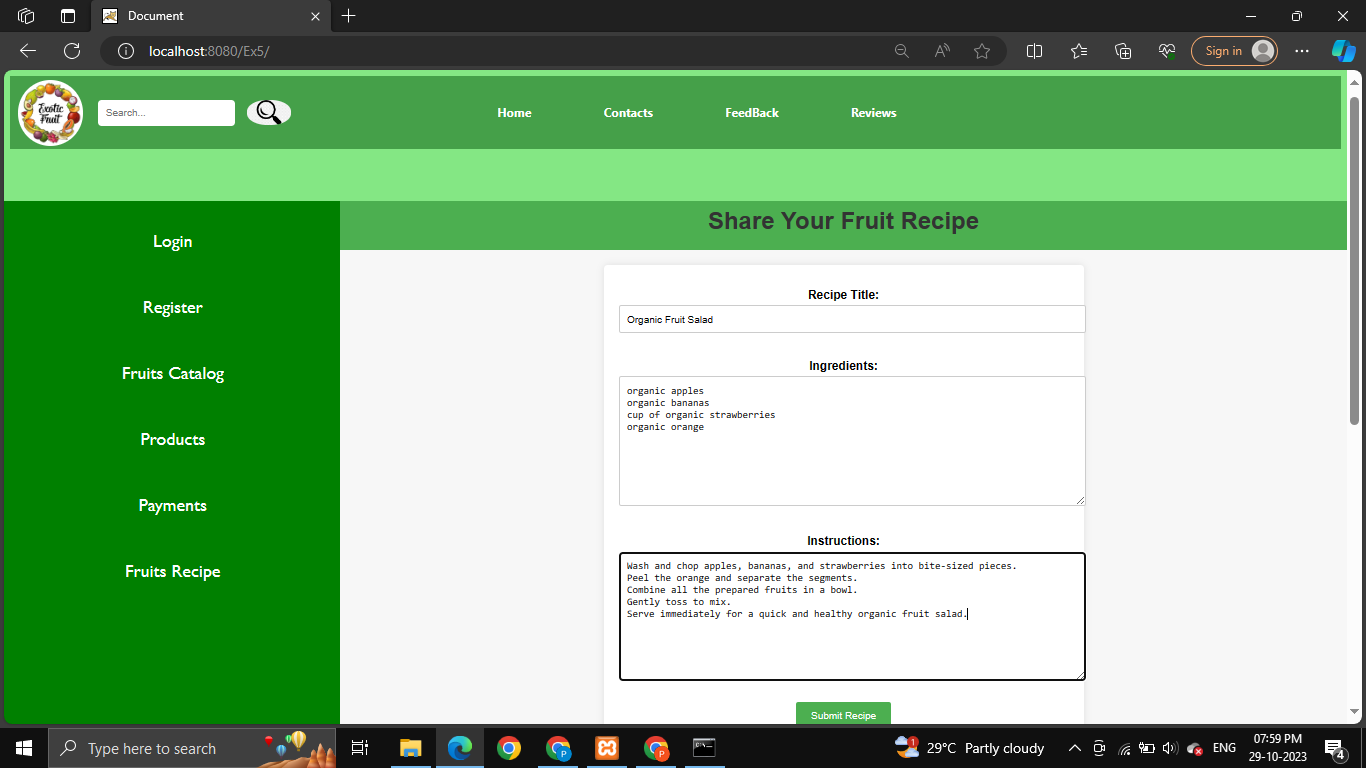 Document
localhost:8080/Ex5/
Sign in
Exotic
Fruit
Search...
Home
Contacts
FeedBack
Reviews
Login
Register
Fruits Catalog
Products
Payments
Fruits Recipe
Share Your Fruit Recipe
Recipe Title:
Organic Fruit Salad
Ingredients:
organic apples
organic bananas
cup of organic strawberries
organic orange
Instructions:
Wash and chop apples, bananas, and strawberries into bite-sized pieces.
Peel the orange and separate the segments.
Combine all the prepared fruits in a bowl.
Gently toss to mix.
Serve immediately for a quick and healthy organic fruit salad.
Submit Recipe
Type here to search
P
P
1
29°C Partly cloudy
ENG
07:59 PM
29-10-2023
4